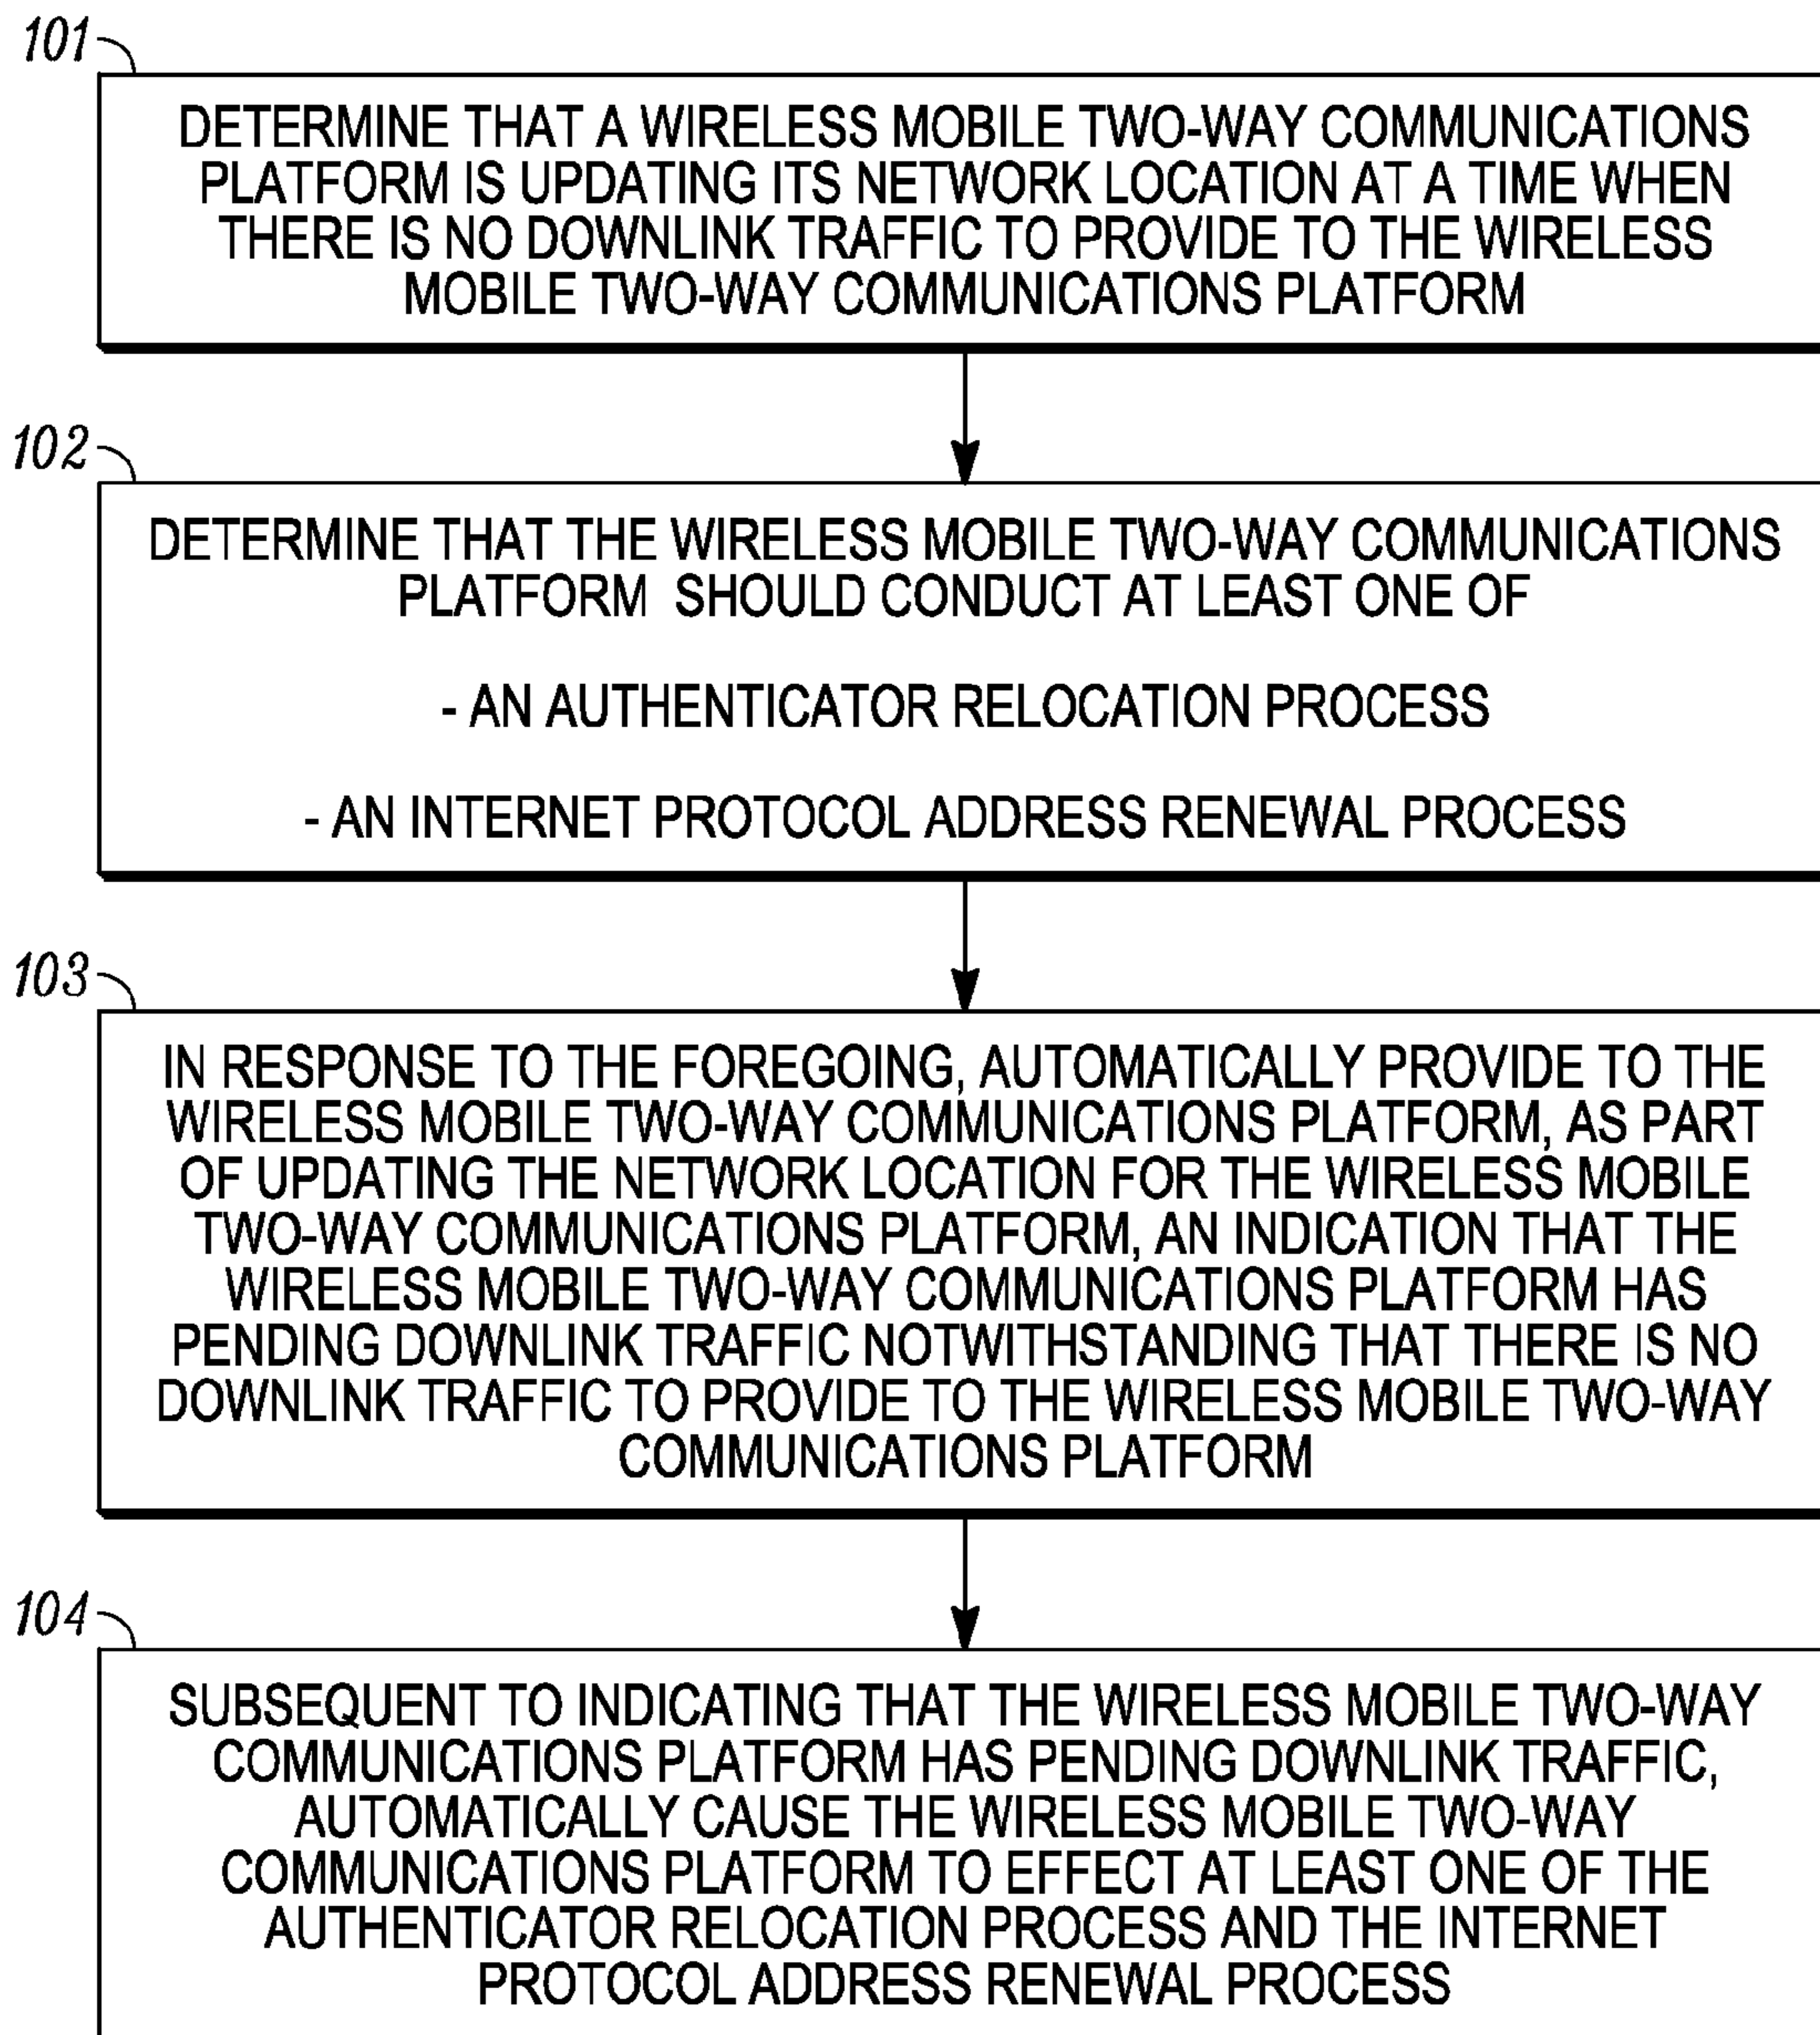 101
DETERMINE THAT A WIRELESS MOBILE TWO-WAY COMMUNICATIONS
PLATFORM IS UPDATING ITS NETWORK LOCATION AT A TIME WHEN
THERE IS NO DOWNLINK TRAFFIC TO PROVIDE TO THE WIRELESS
MOBILE TWO-WAY COMMUNICATIONS PLATFORM
102
DETERMINE THAT THE WIRELESS MOBILE TWO-WAY COMMUNICATIONS
PLATFORM SHOULD CONDUCT AT LEAST ONE OF
- AN AUTHENTICATOR RELOCATION PROCESS
- AN INTERNET PROTOCOL ADDRESS RENEWAL PROCESS
103
IN RESPONSE TO THE FOREGOING, AUTOMATICALLY PROVIDE TO THE
WIRELESS MOBILE TWO-WAY COMMUNICATIONS PLATFORM, AS PART
OF UPDATING THE NETWORK LOCATION FOR THE WIRELESS MOBILE
TWO-WAY COMMUNICATIONS PLATFORM, AN INDICATION THAT THE
WIRELESS MOBILE TWO-WAY COMMUNICATIONS PLATFORM HAS
PENDING DOWNLINK TRAFFIC NOTWITHSTANDING THAT THERE IS NO
DOWNLINK TRAFFIC TO PROVIDE TO THE WIRELESS MOBILE TWO-WAY
COMMUNICATIONS PLATFORM
104
SUBSEQUENT TO INDICATING THAT THE WIRELESS MOBILE TWO-WAY
COMMUNICATIONS PLATFORM HAS PENDING DOWNLINK TRAFFIC,
AUTOMATICALLY CAUSE THE WIRELESS MOBILE TWO-WAY
COMMUNICATIONS PLATFORM TO EFFECT AT LEAST ONE OF THE
AUTHENTICATOR RELOCATION PROCESS AND THE INTERNET
PROTOCOL ADDRESS RENEWAL PROCESS